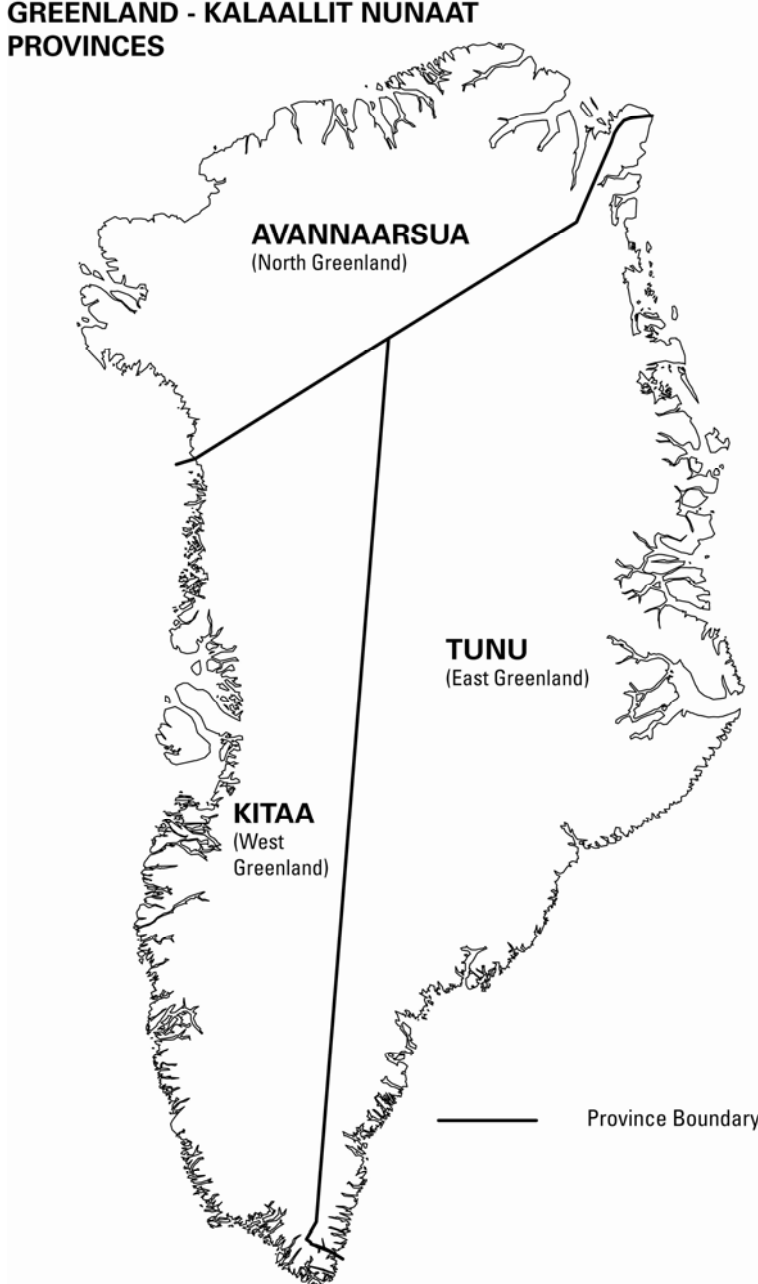 GREENLAND - KALAALLIT NUNAAT
PROVINCES
AVANNAARSUA
(North Greenland)
TUNU
(East Greenland)
KITAA
(West
Greenland)
Province Boundary